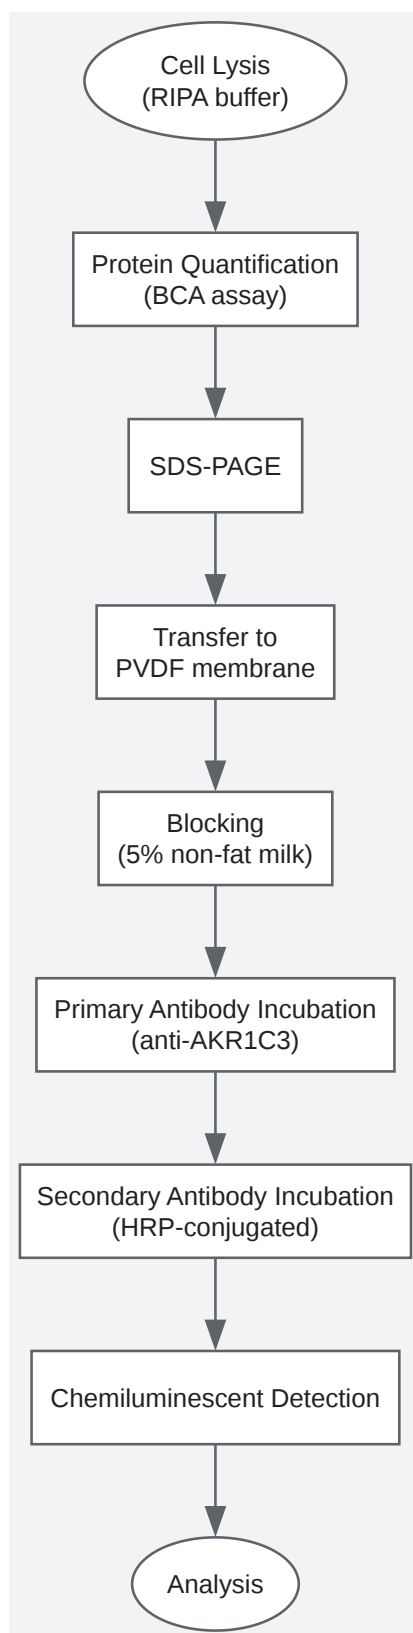 Cell Lysis
(RIPA buffer)
Protein Quantification
(BCA assay)
SDS-PAGE
Transfer to
PVDF membrane
Blocking
(5% non-fat milk)
Primary Antibody Incubation
(anti-AKR1C3)
Secondary Antibody Incubation
(HRP-conjugated)
Chemiluminescent Detection
Analysis